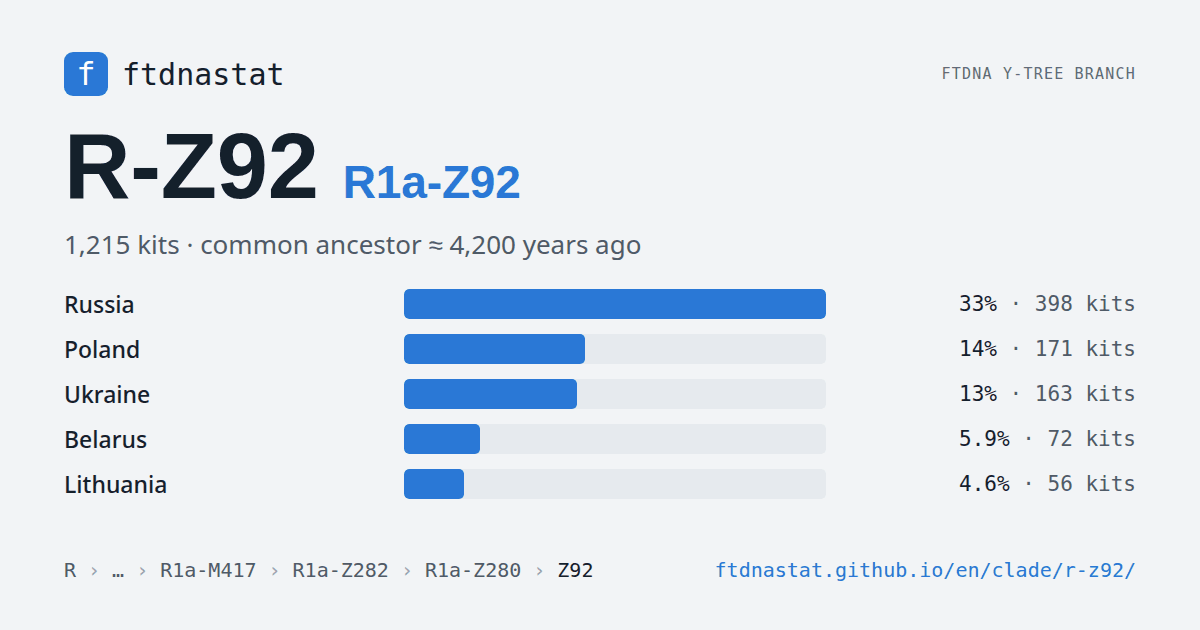 f ftdnastat
FTDNA Y-TREE BRANCH
R-Z92 R1a-Z92
1,215 kits · common ancestor ≈ 4,200 years ago
Russia 33% · 398 kits
Poland 14% · 171 kits
Ukraine 13% · 163 kits
Belarus 5.9% · 72 kits
Lithuania 4.6% · 56 kits
R › … › R1a-M417 › R1a-Z282 › R1a-Z280 › Z92
ftdnastat.github.io/en/clade/r-z92/